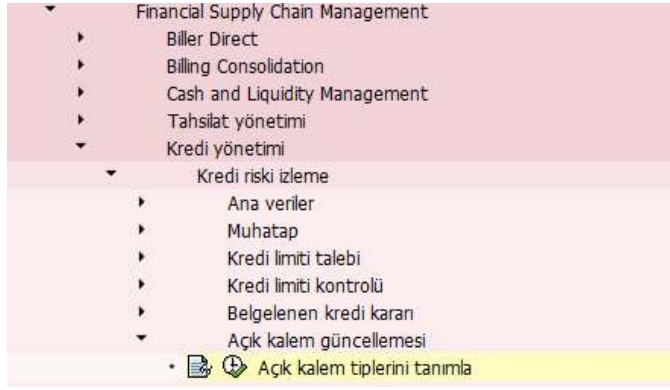 Financial Supply Chain Management
Biller Direct
Billing Consolidation
Cash and Liquidity Management
Tahsilat yönetimi
Kredi yönetimi
Kredi riski izleme
Ana veriler
Muhatap
Kredi limiti talebi
Kredi limiti kontrolü
Belgelenen kredi kararı
Açık kalem güncellemesi
Açık kalem tiplerini tanımla